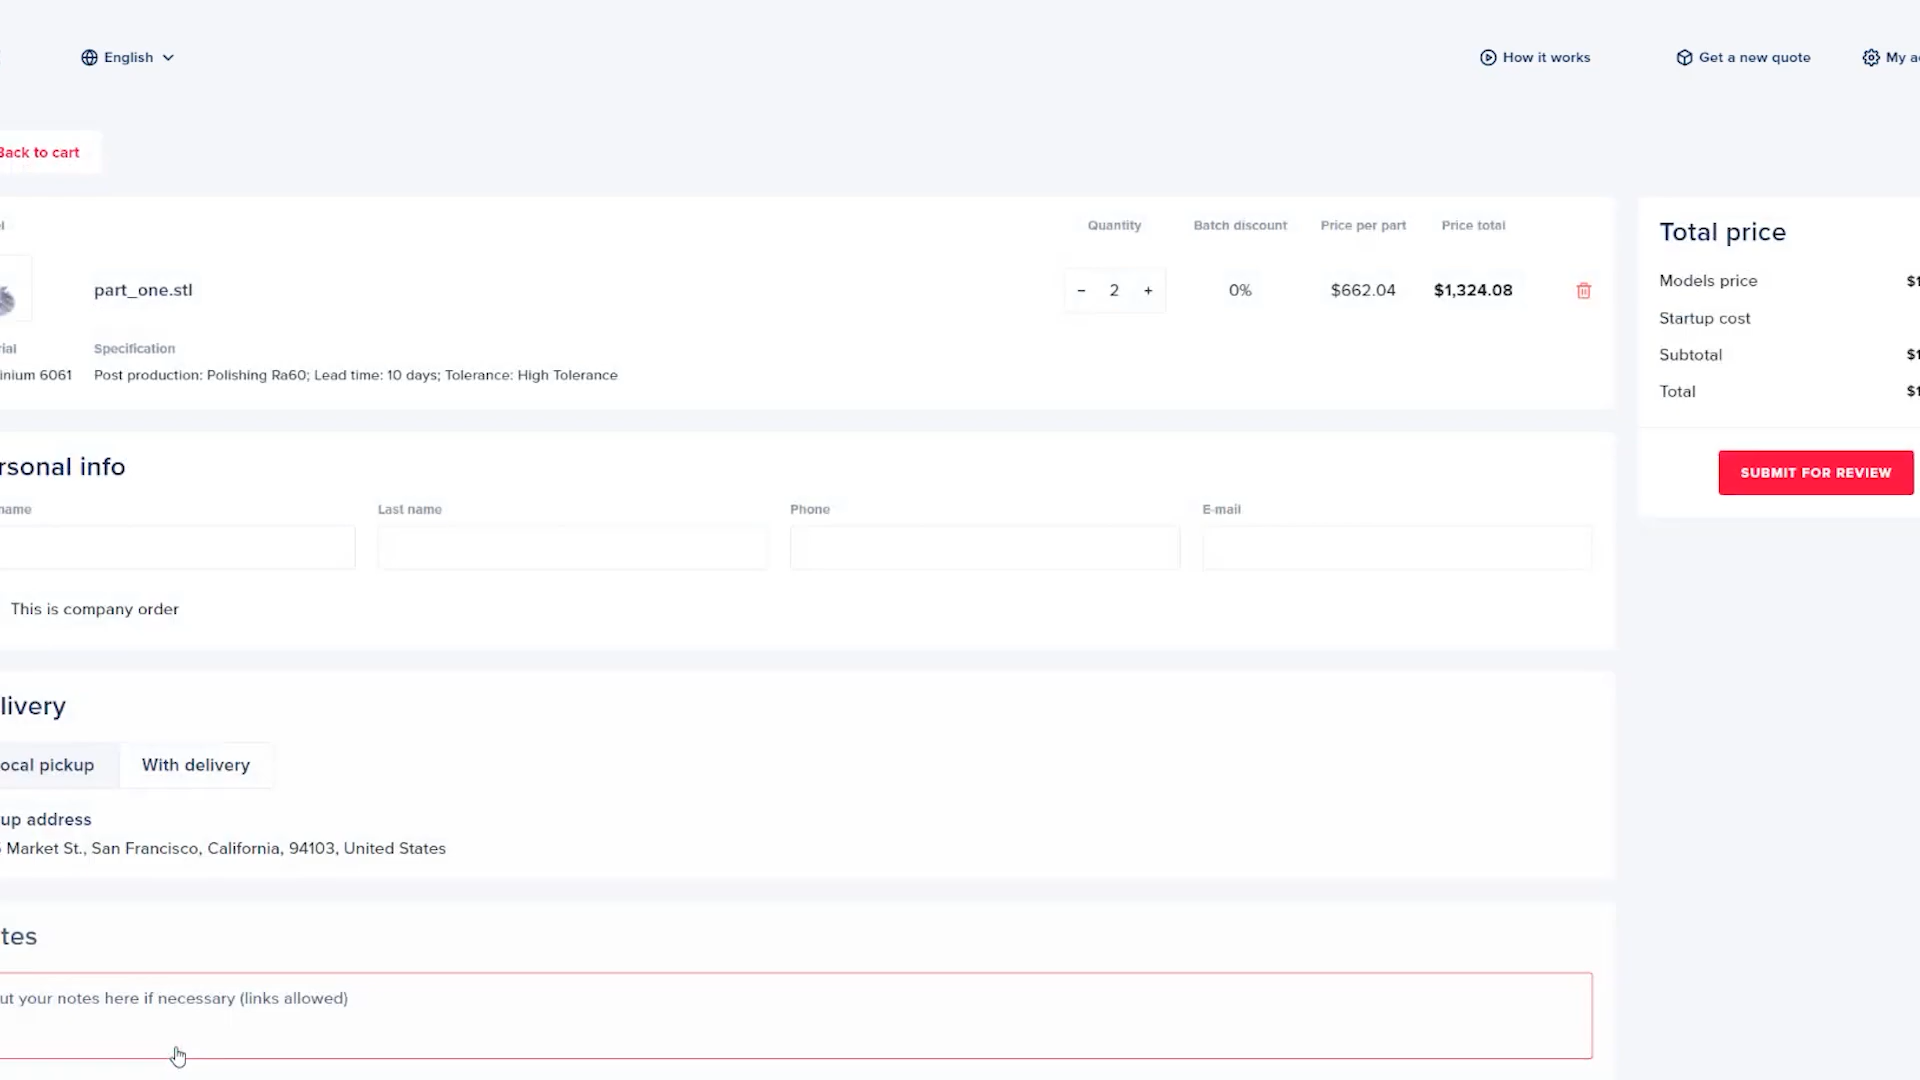 English
How it works
Get a new quote
My
Back to cart
Quantity
Batch discount
Price per part
Price total
part_one.stl
- 2 +
0%
$662.04
$1,324.08
Specification
inium 6061
Post production: Polishing Ra60; Lead time: 10 days; Tolerance: High Tolerance
Total price
Models price $1
Startup cost
Subtotal $1
Total $1
SUBMIT FOR REVIEW
rsonal info
name
Last name
Phone
E-mail
This is company order
livery
ocal pickup
With delivery
up address
Market St., San Francisco, California, 94103, United States
tes
ut your notes here if necessary (links allowed)